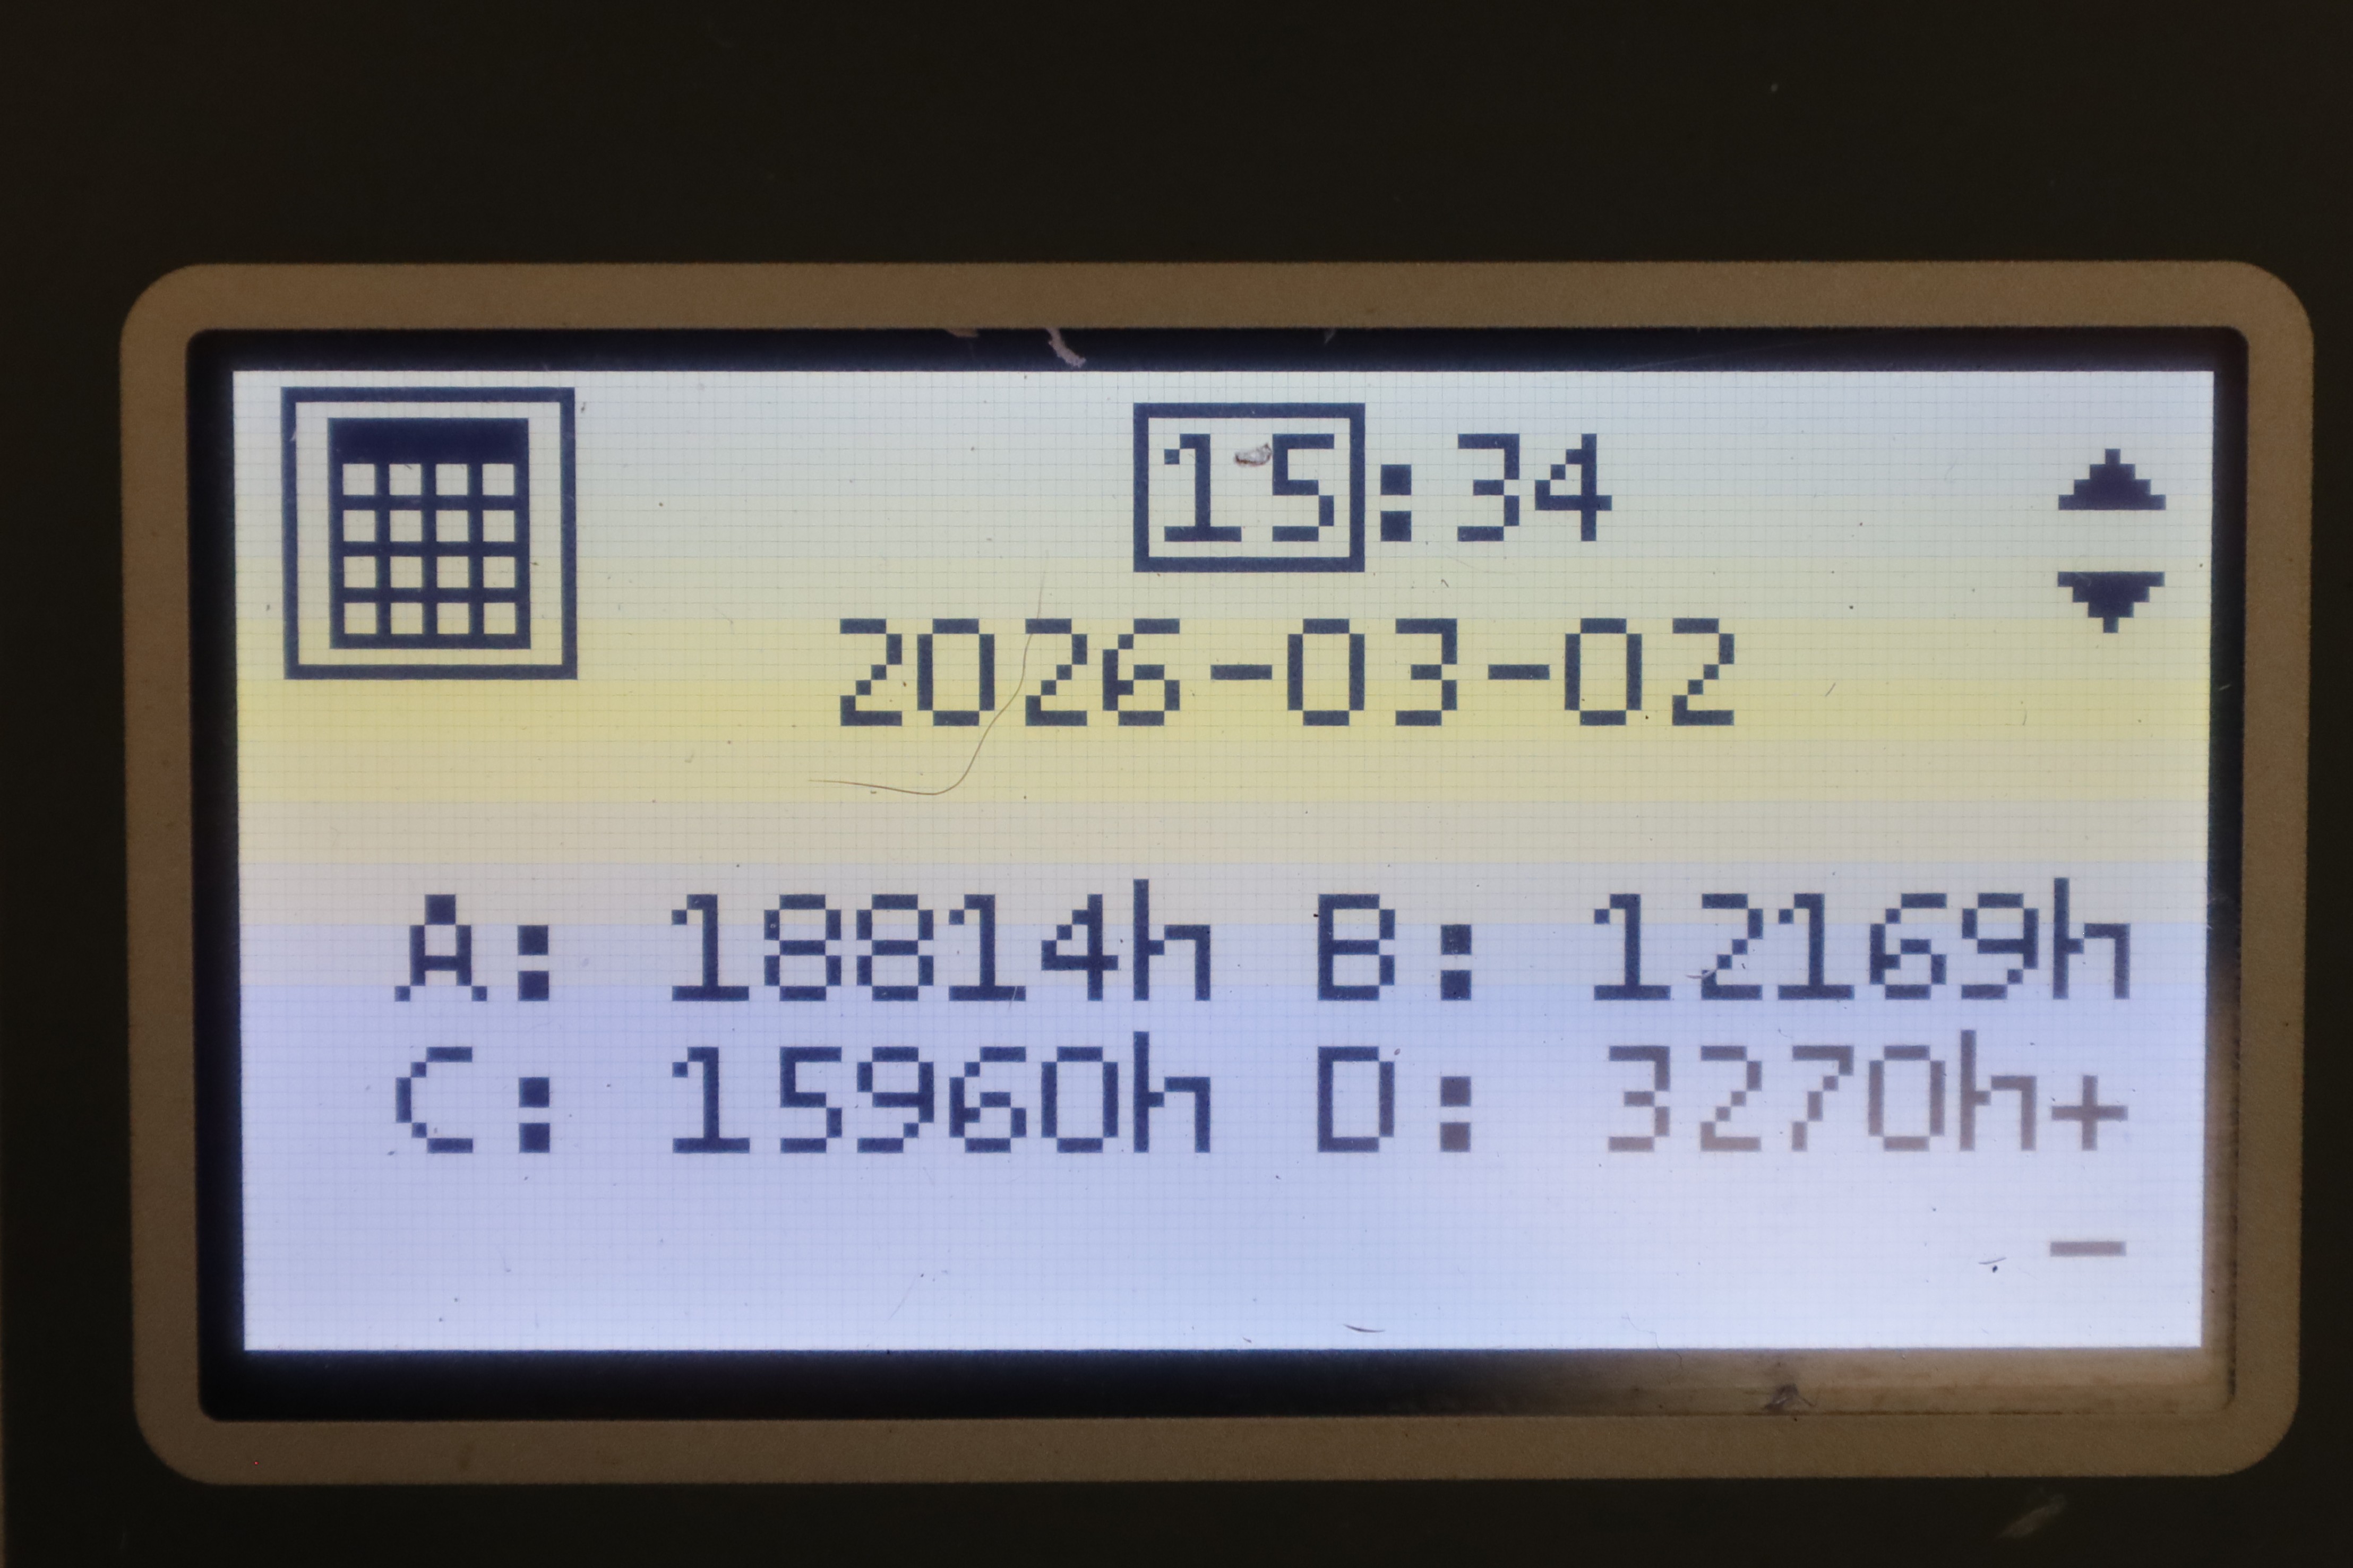 15:34
2026-03-02
A: 18814h B: 12169h
C: 15960h D: 3270h+
-